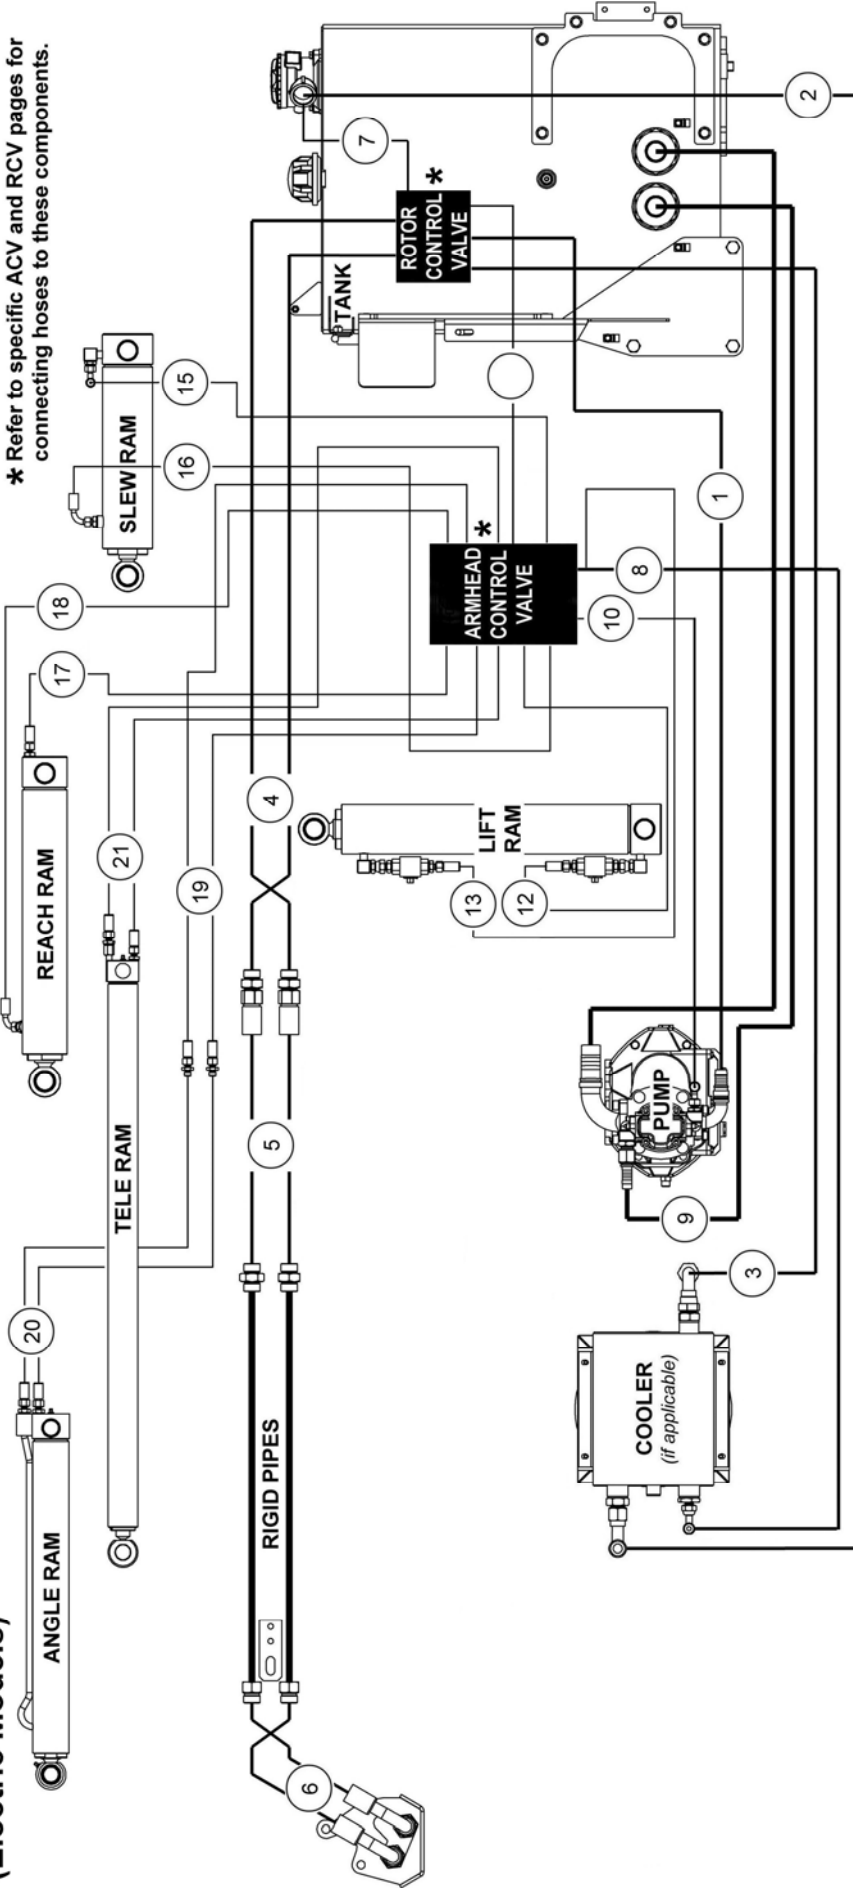 * Refer to specific ACV and RCV pages for
connecting hoses to these components.
ANGLE RAM
20
TELE RAM
REACH RAM
21
17
18
19
SLEW RAM
15
16
RIGID PIPES
5
4
6
LIFT
RAM
13
12
TANK
ROTOR
CONTROL
VALVE
*
7
2
ARMHEAD
CONTROL
VALVE
*
8
10
1
PUMP
9
3
COOLER
(if applicable)